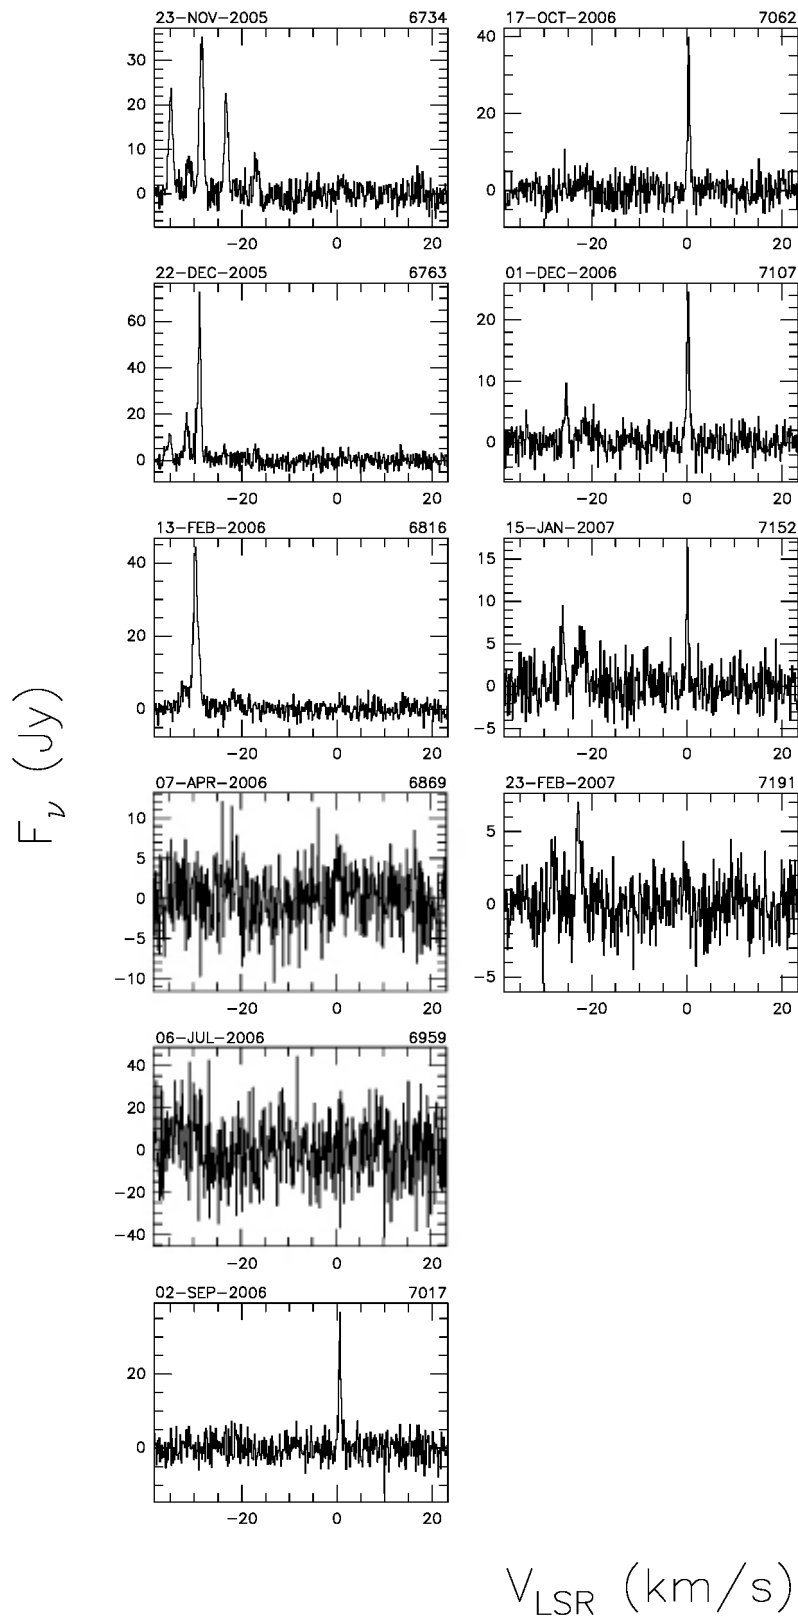 23-NOV-2005 6734
30
20
10
0
-20 0 20
22-DEC-2005 6763
60
40
20
0
-20 0 20
13-FEB-2006 6816
40
20
0
-20 0 20
07-APR-2006 6869
10
5
0
-5
-10
-20 0 20
06-JUL-2006 6959
40
20
0
-20
-40
-20 0 20
02-SEP-2006 7017
20
0
-20 0 20
17-OCT-2006 7062
40
20
0
-20 0 20
01-DEC-2006 7107
20
10
0
-20 0 20
15-JAN-2007 7152
15
10
5
0
-5
-20 0 20
23-FEB-2007 7191
5
0
-5
-20 0 20
Fν (Jy)
VLSR (km/s)